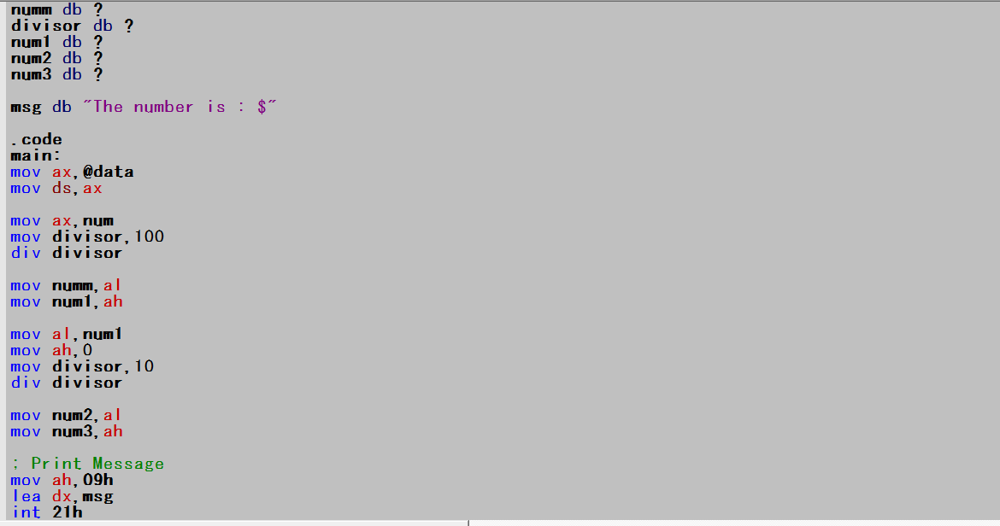 numm db ?
divisor db ?
num1 db ?
num2 db ?
num3 db ?
msg db "The number is : $"
.code
main:
mov ax,@data
mov ds,ax
mov ax,num
mov divisor,100
div divisor
mov numm,al
mov num1,ah
mov al,num1
mov ah,0
mov divisor,10
div divisor
mov num2,al
mov num3,ah
; Print Message
mov ah,09h
lea dx,msg
int 21h